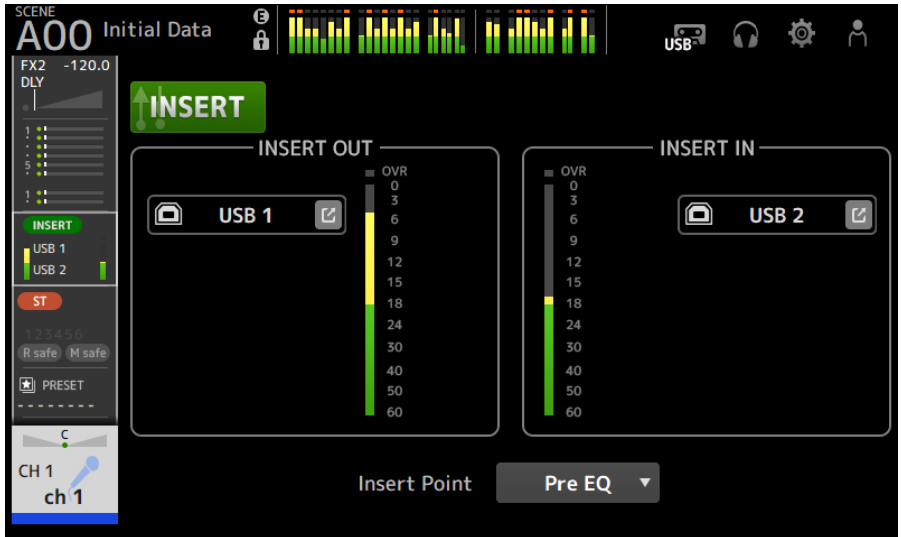 SCENE
A00 Initial Data
E
USB
FX2 -120.0
DLY
1
5
1
INSERT
USB 1
USB 2
ST
123456
R safe M safe
PRESET
--------
C
CH 1
ch 1
INSERT
INSERT OUT
USB 1
OVR
0
3
6
9
12
15
18
24
30
40
50
60
INSERT IN
OVR
0
3
6
9
12
15
18
24
30
40
50
60
USB 2
Insert Point Pre EQ